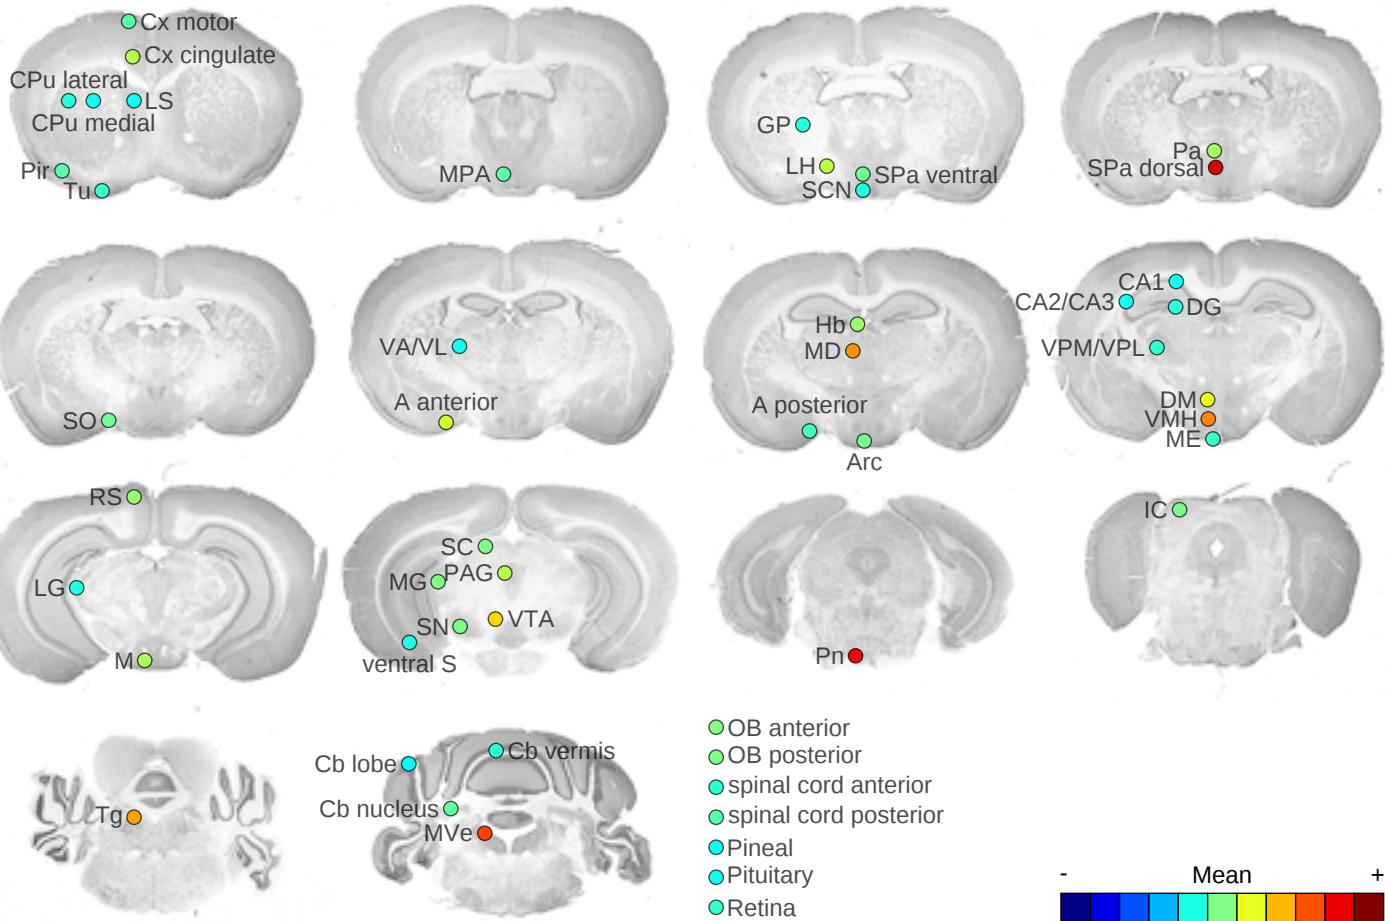 Cx motor
Cx cingulate
CPu lateral
LS
CPu medial
Pir
Tu
MPA
GP
LH
SPa ventral
SCN
Pa
SPa dorsal
SO
VA/VL
A anterior
Hb
MD
A posterior
Arc
CA1
CA2/CA3
DG
VPM/VPL
DM
VMH
ME
RS
LG
M
SC
MG
PAG
SN
VTA
ventral S
Pn
IC
Tg
Cb lobe
Cb vermis
Cb nucleus
MVe
OB anterior
OB posterior
spinal cord anterior
spinal cord posterior
Pineal
Pituitary
Retina
- Mean +